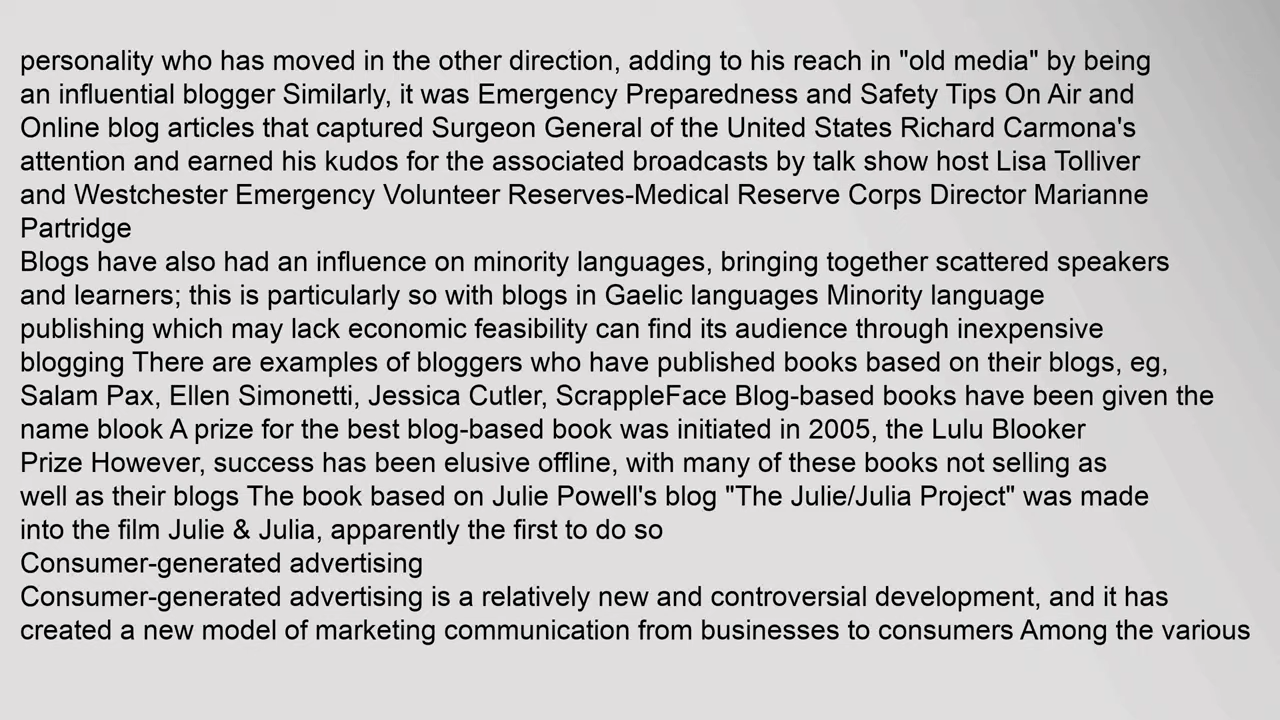 personality who has moved in the other direction, adding to his reach in "old media" by being
an influential blogger Similarly, it was Emergency Preparedness and Safety Tips On Air and
Online blog articles that captured Surgeon General of the United States Richard Carmona's
attention and earned his kudos for the associated broadcasts by talk show host Lisa Tolliver
and Westchester Emergency Volunteer Reserves-Medical Reserve Corps Director Marianne
Partridge
Blogs have also had an influence on minority languages, bringing together scattered speakers
and learners; this is particularly so with blogs in Gaelic languages Minority language
publishing which may lack economic feasibility can find its audience through inexpensive
blogging There are examples of bloggers who have published books based on their blogs, eg,
Salam Pax, Ellen Simonetti, Jessica Cutler, ScrappleFace Blog-based books have been given the
name blook A prize for the best blog-based book was initiated in 2005, the Lulu Blooker
Prize However, success has been elusive offline, with many of these books not selling as
well as their blogs The book based on Julie Powell's blog "The Julie/Julia Project" was made
into the film Julie & Julia, apparently the first to do so
Consumer-generated advertising
Consumer-generated advertising is a relatively new and controversial development, and it has
created a new model of marketing communication from businesses to consumers Among the various